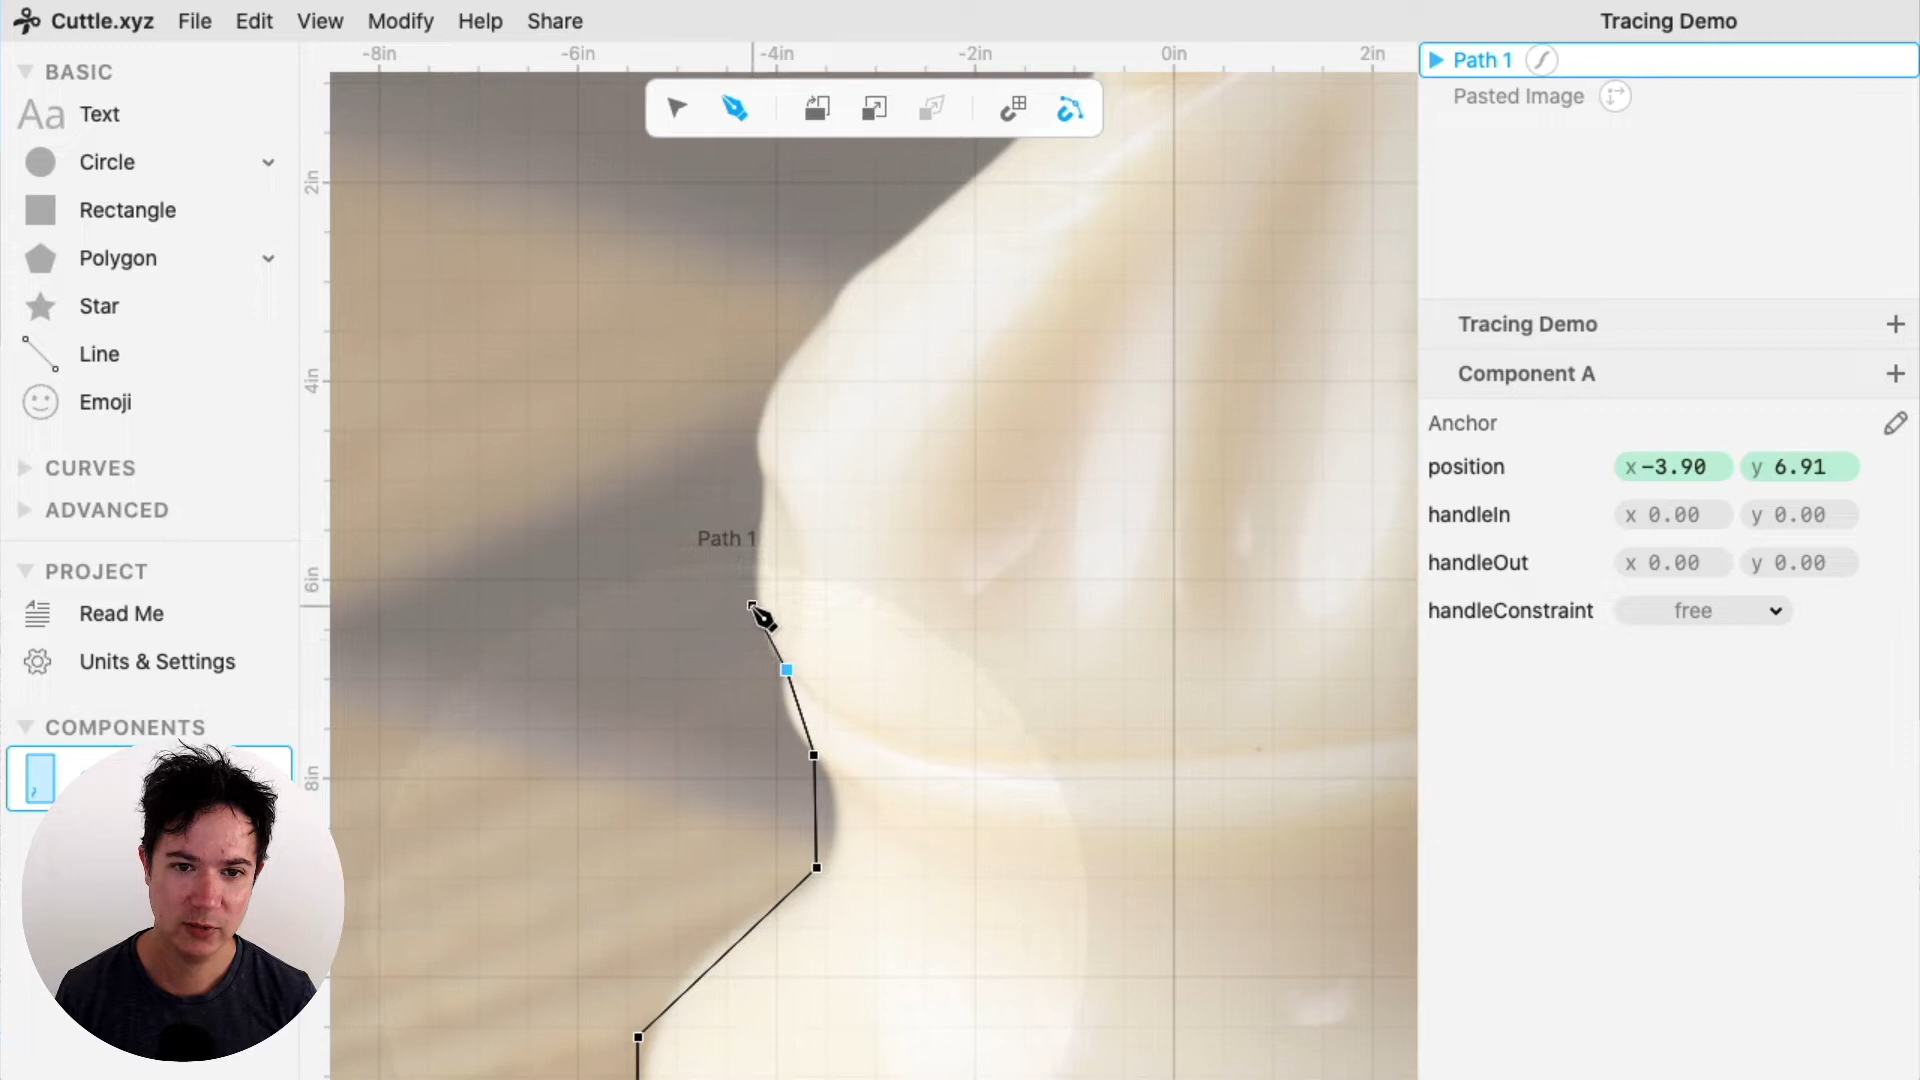 Cuttle.xyz File Edit View Modify Help Share Tracing Demo
-8in -6in -4in -2in 0in 2in
2in
4in
6in
8in
BASIC
Aa Text
Circle
Rectangle
Polygon
Star
Line
Emoji
CURVES
ADVANCED
PROJECT
Read Me
Units & Settings
COMPONENTS
Path 1
Path 1
Pasted Image
Tracing Demo +
Component A +
Anchor
position x -3.90 y 6.91
handleIn x 0.00 y 0.00
handleOut x 0.00 y 0.00
handleConstraint free